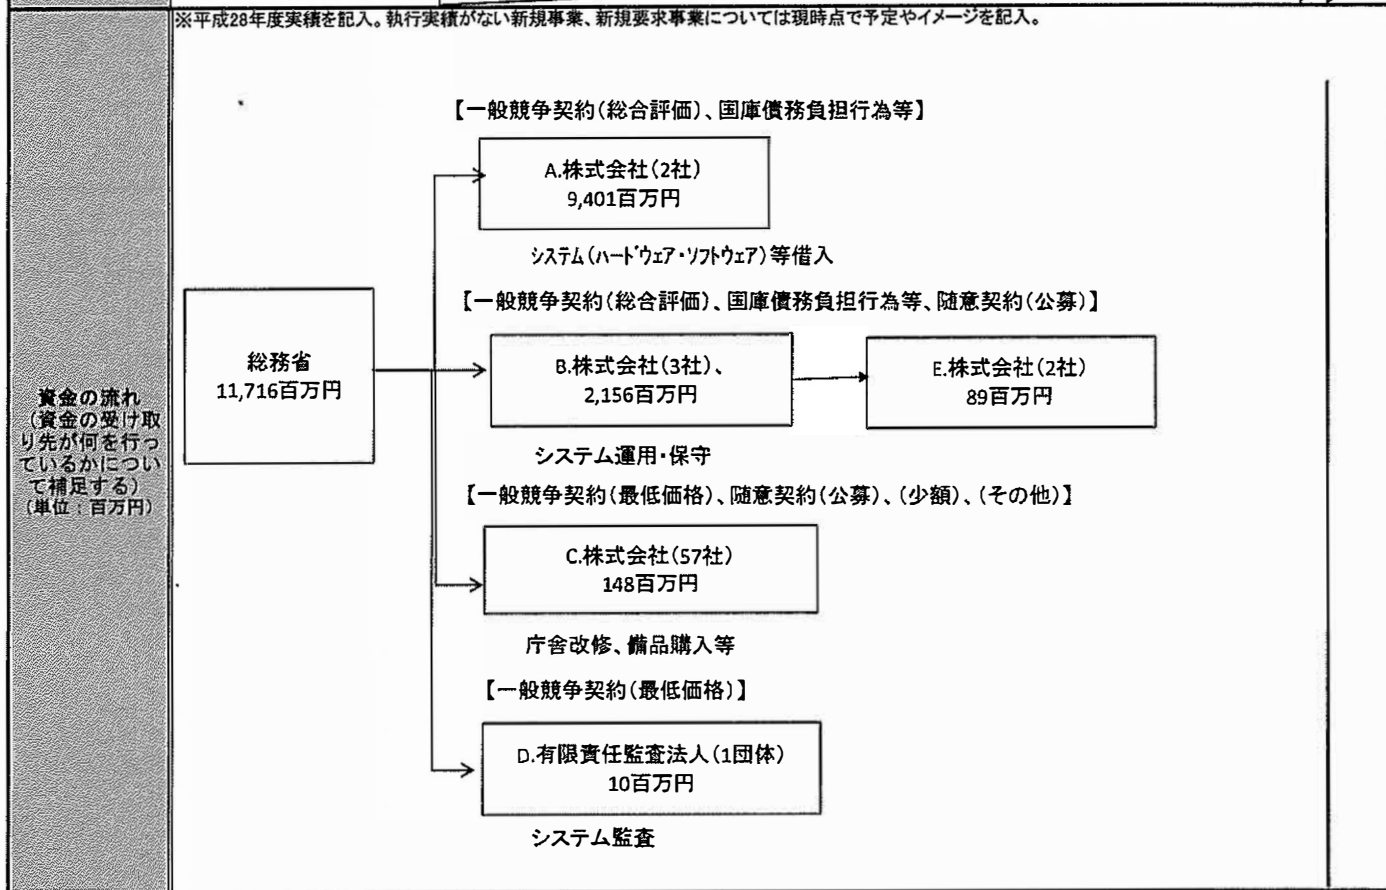 ※平成28年度実績を記入。執行実績がない新規事業、新規要求事業については現時点で予定やイメージを記入。
資金の流れ
(資金の受け取
り先が何を行っ
ているかについ
て補足する)
(単位:百万円)
総務省
11,716百万円
【一般競争契約(総合評価)、国庫債務負担行為等】
A.株式会社(2社)
9,401百万円
システム(ハードウェア・ソフトウェア)等借入
【一般競争契約(総合評価)、国庫債務負担行為等、随意契約(公募)】
B.株式会社(3社)、
2,156百万円
E.株式会社(2社)
89百万円
システム運用・保守
【一般競争契約(最低価格)、随意契約(公募)、(少額)、(その他)】
C.株式会社(57社)
148百万円
庁舎改修、備品購入等
【一般競争契約(最低価格)】
D.有限責任監査法人(1団体)
10百万円
システム監査